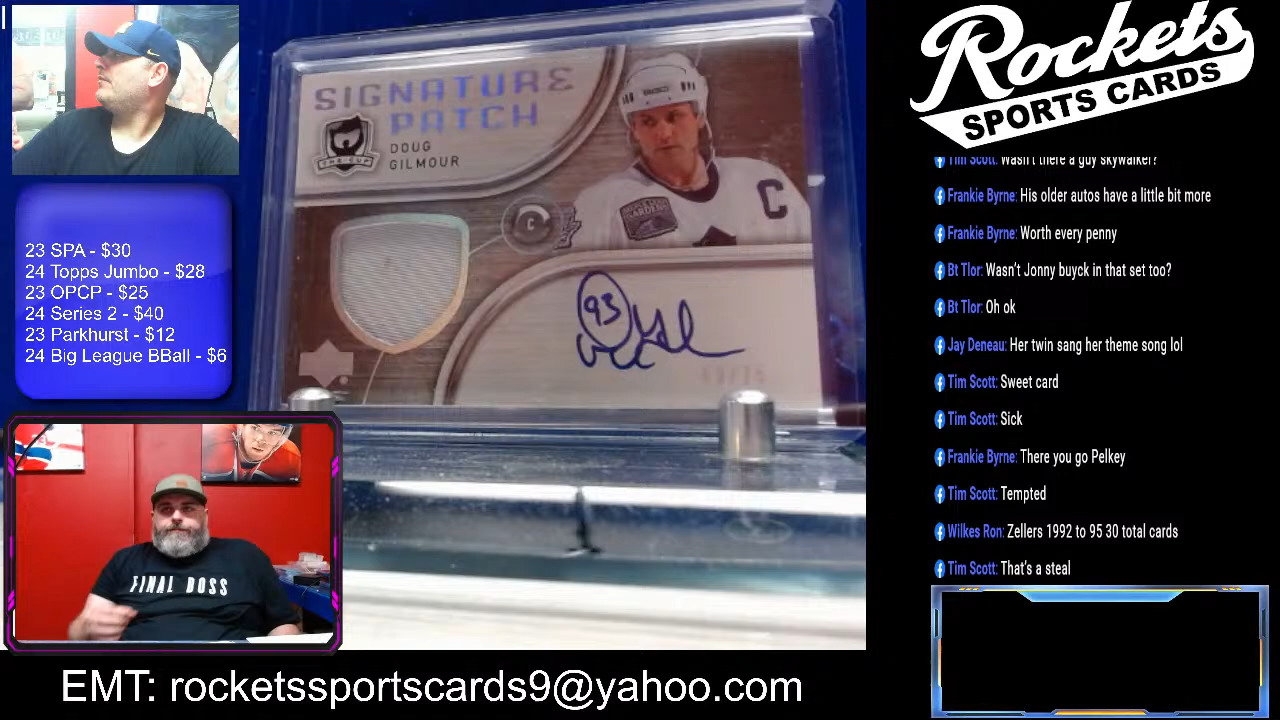 23 SPA - $30
24 Topps Jumbo - $28
23 OPCP - $25
24 Series 2 - $40
23 Parkhurst - $12
24 Big League BBall - $6
SIGNATURE
PATCH
THE CUP
DOUG
GILMOUR
C
C
GARDENS
93
FINAL BOSS
EMT: rocketssportscards9@yahoo.com
Rockets
SPORTS CARDS
Tim Scott: Wasn't there a guy skywalker?
Frankie Byrne: His older autos have a little bit more
Frankie Byrne: Worth every penny
Bt Tlor: Wasn't Jonny buyck in that set too?
Bt Tlor: Oh ok
Jay Deneau: Her twin sang her theme song lol
Tim Scott: Sweet card
Tim Scott: Sick
Frankie Byrne: There you go Pelkey
Tim Scott: Tempted
Wilkes Ron: Zellers 1992 to 95 30 total cards
Tim Scott: That's a steal